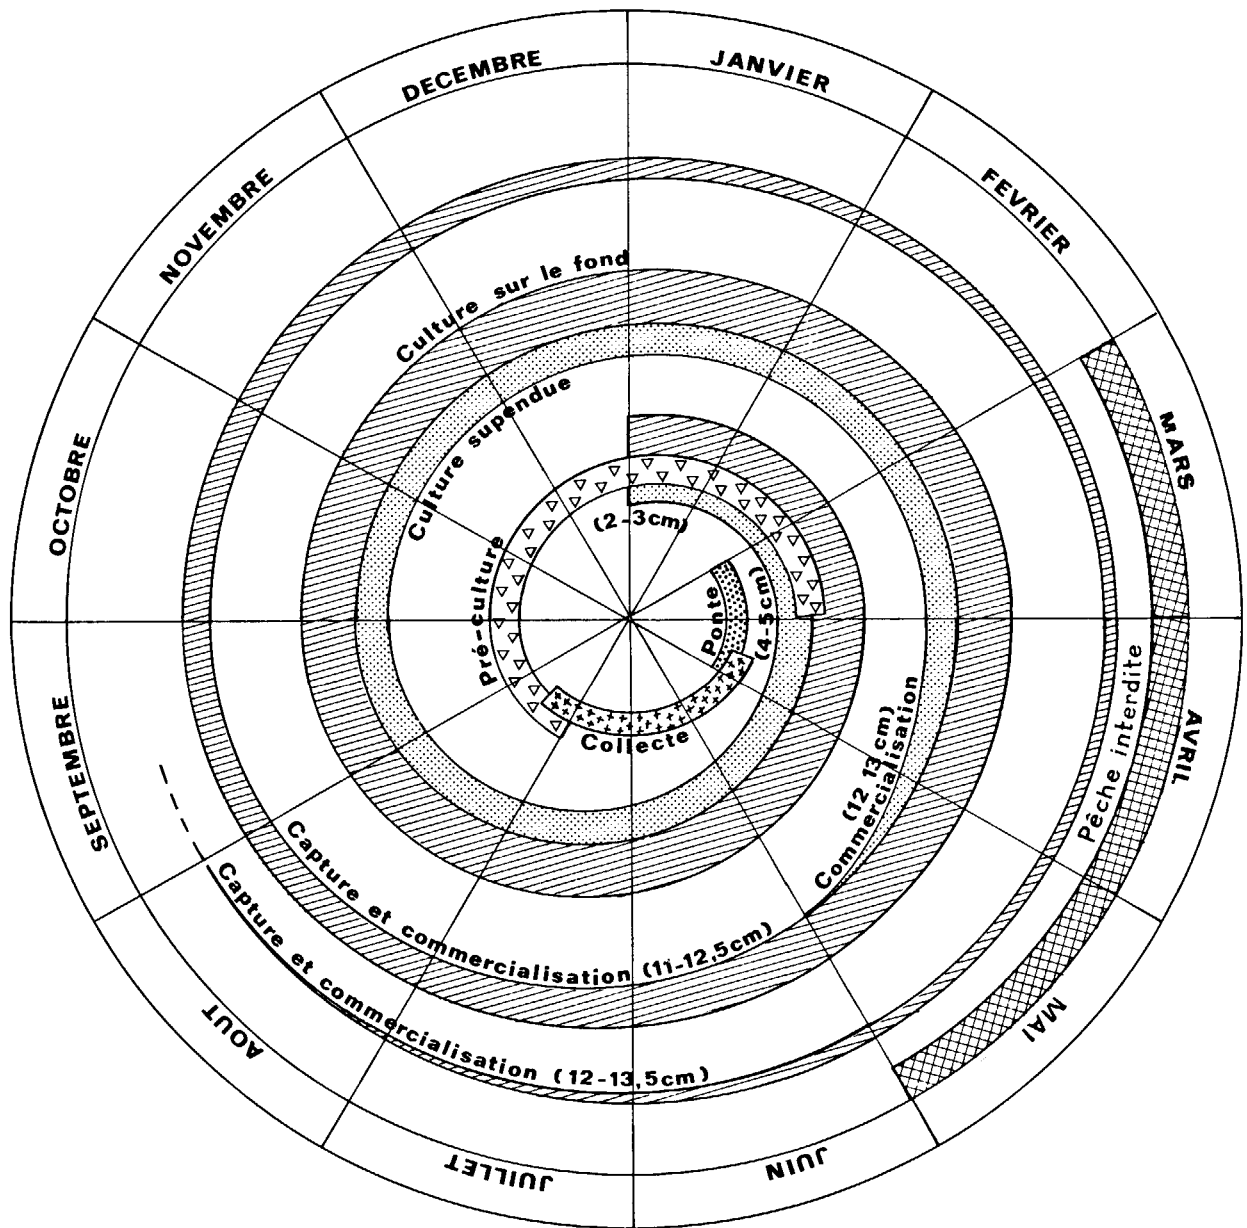 JANVIER
FEVRIER
MARS
AVRIL
MAI
JUIN
JUILLET
AOUT
SEPTEMBRE
OCTOBRE
NOVEMBRE
DECEMBRE
Culture sur le fond
Culture supendue
Pré-culture
(2-3cm)
Ponte
(4-5cm)
Collecte
(12 13 cm)
Commercialisation
Pêche interdite
Capture et commercialisation (11-12,5cm)
Capture et commercialisation (12-13,5cm)